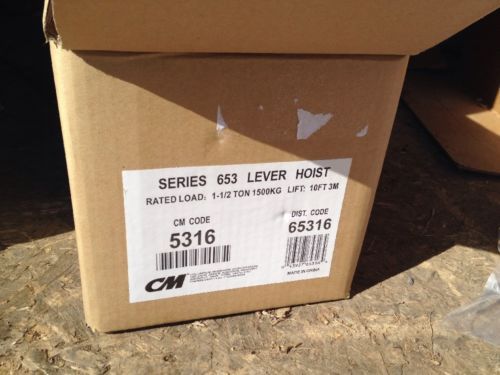 SERIES 653 LEVER HOIST
RATED LOAD: 1-1/2 TON 1500KG LIFT: 10FT 3M
CM CODE
5316
DIST. CODE
65316
CM
MADE IN CHINA